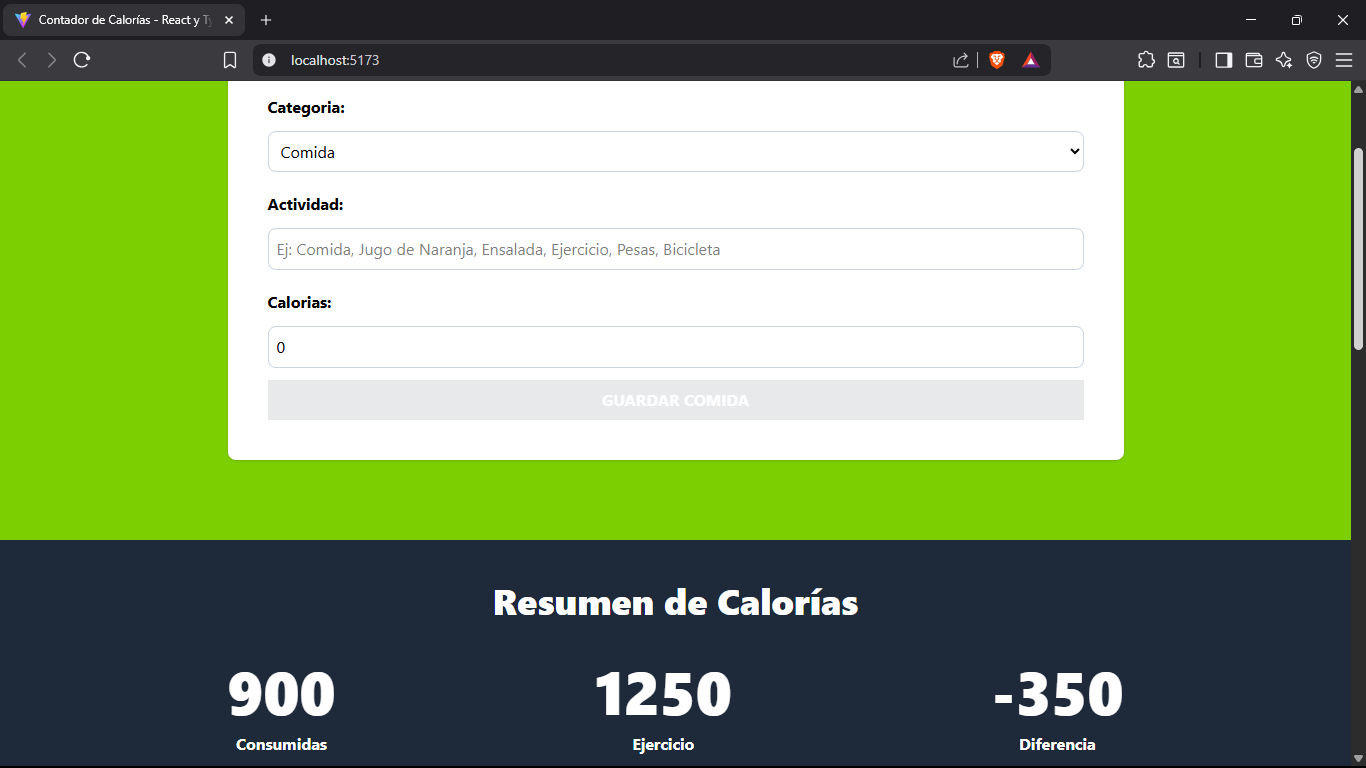 Contador de Calorías - React y Ty
localhost:5173
Categoria:
Comida
Actividad:
Ej: Comida, Jugo de Naranja, Ensalada, Ejercicio, Pesas, Bicicleta
Calorias:
0
GUARDAR COMIDA
Resumen de Calorías
900 1250 -350
Consumidas Ejercicio Diferencia